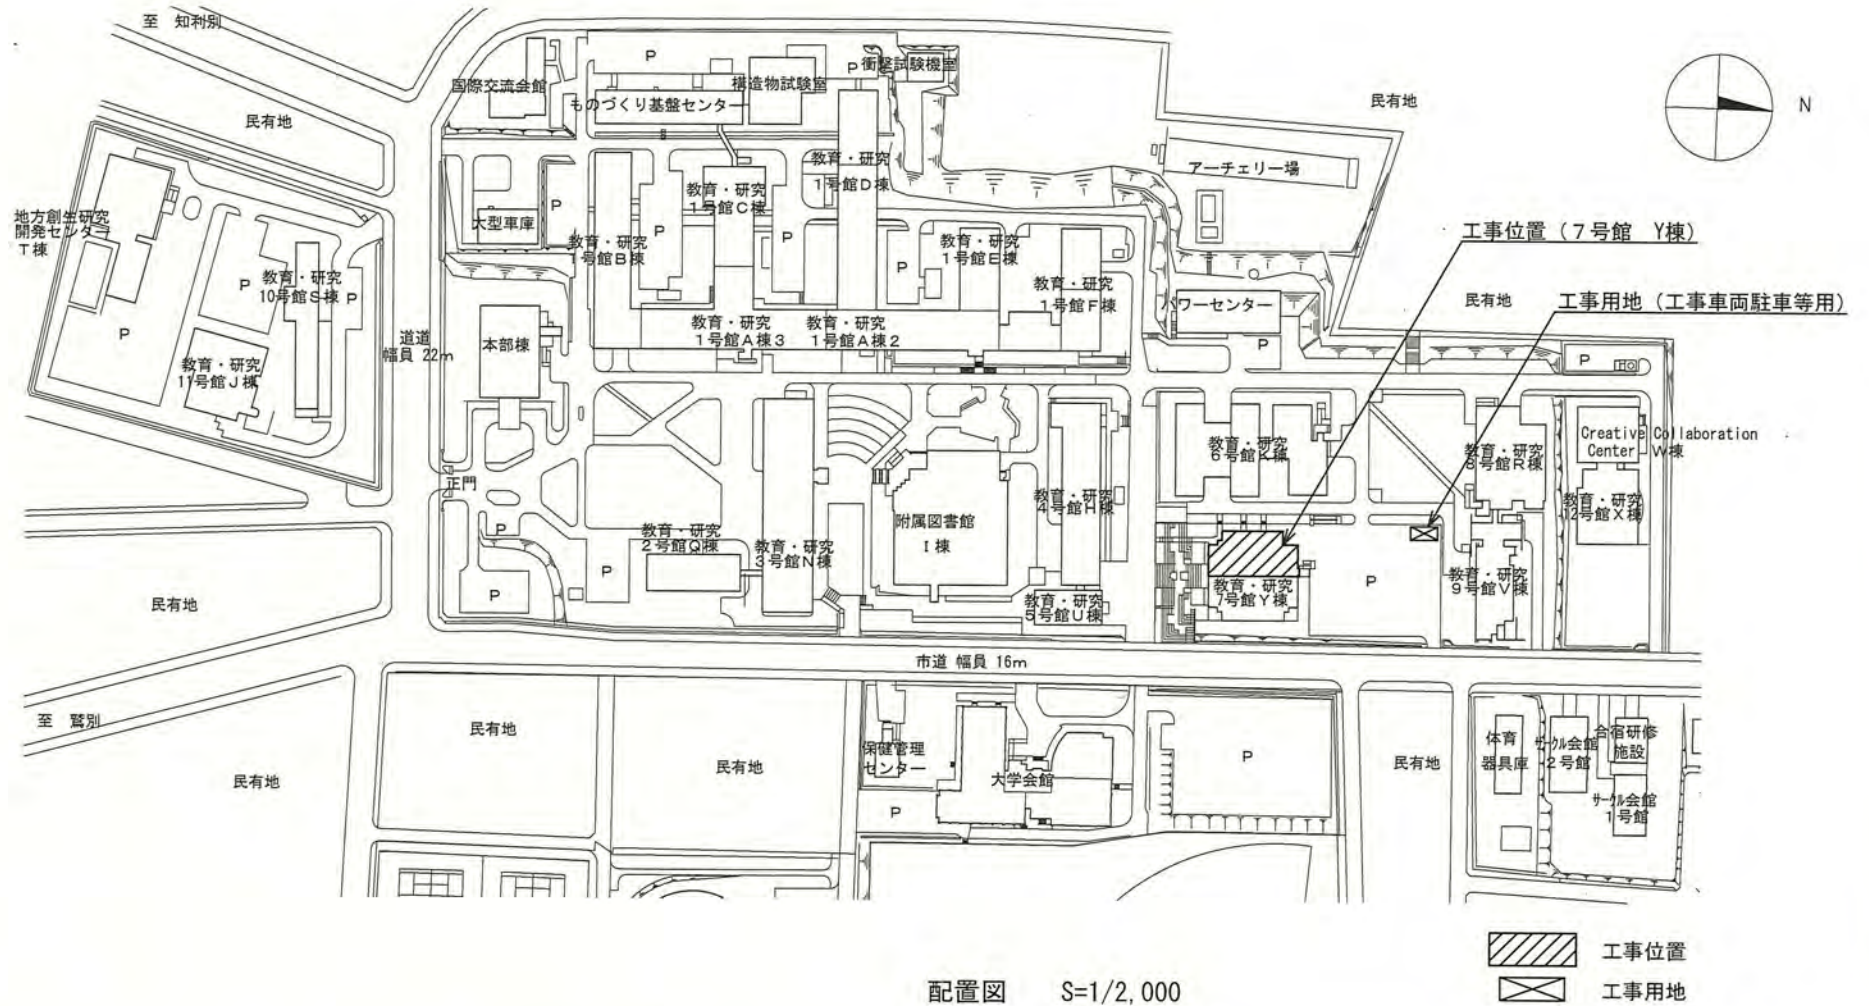 至 知利別
民有地
国際交流会館
P
ものづくり基盤センター
構造物試験室
P
衝撃試験機室
民有地
N
アーチェリー場
地方創生研究
開発センター
T棟
P
教育・研究
10号館S棟
P
P
教育・研究
11号館J棟
道道
幅員 22m
大型車庫
P
教育・研究
1号館B棟
P
教育・研究
1号館C棟
P
教育・研究
1号館D棟
P
教育・研究
1号館E棟
教育・研究
1号館F棟
教育・研究
1号館A棟3
教育・研究
1号館A棟2
本部棟
パワーセンター
P
工事位置（7号館 Y棟）
民有地
工事用地（工事車両駐車等用）
P
正門
P
P
P
教育・研究
2号館Q棟
教育・研究
3号館N棟
附属図書館
I棟
教育・研究
4号館H棟
教育・研究
5号館U棟
教育・研究
6号館K棟
教育・研究
7号館Y棟
P
教育・研究
8号館R棟
教育・研究
9号館V棟
Creative Collaboration
Center W棟
教育・研究
12号館X棟
民有地
市道 幅員 16m
至 鷲別
民有地
民有地
民有地
保健管理
センター
P
大学会館
P
民有地
体育
器具庫
サークル会館
2号館
合宿研修
施設
サークル会館
1号館
工事位置
工事用地
配置図 S=1/2,000